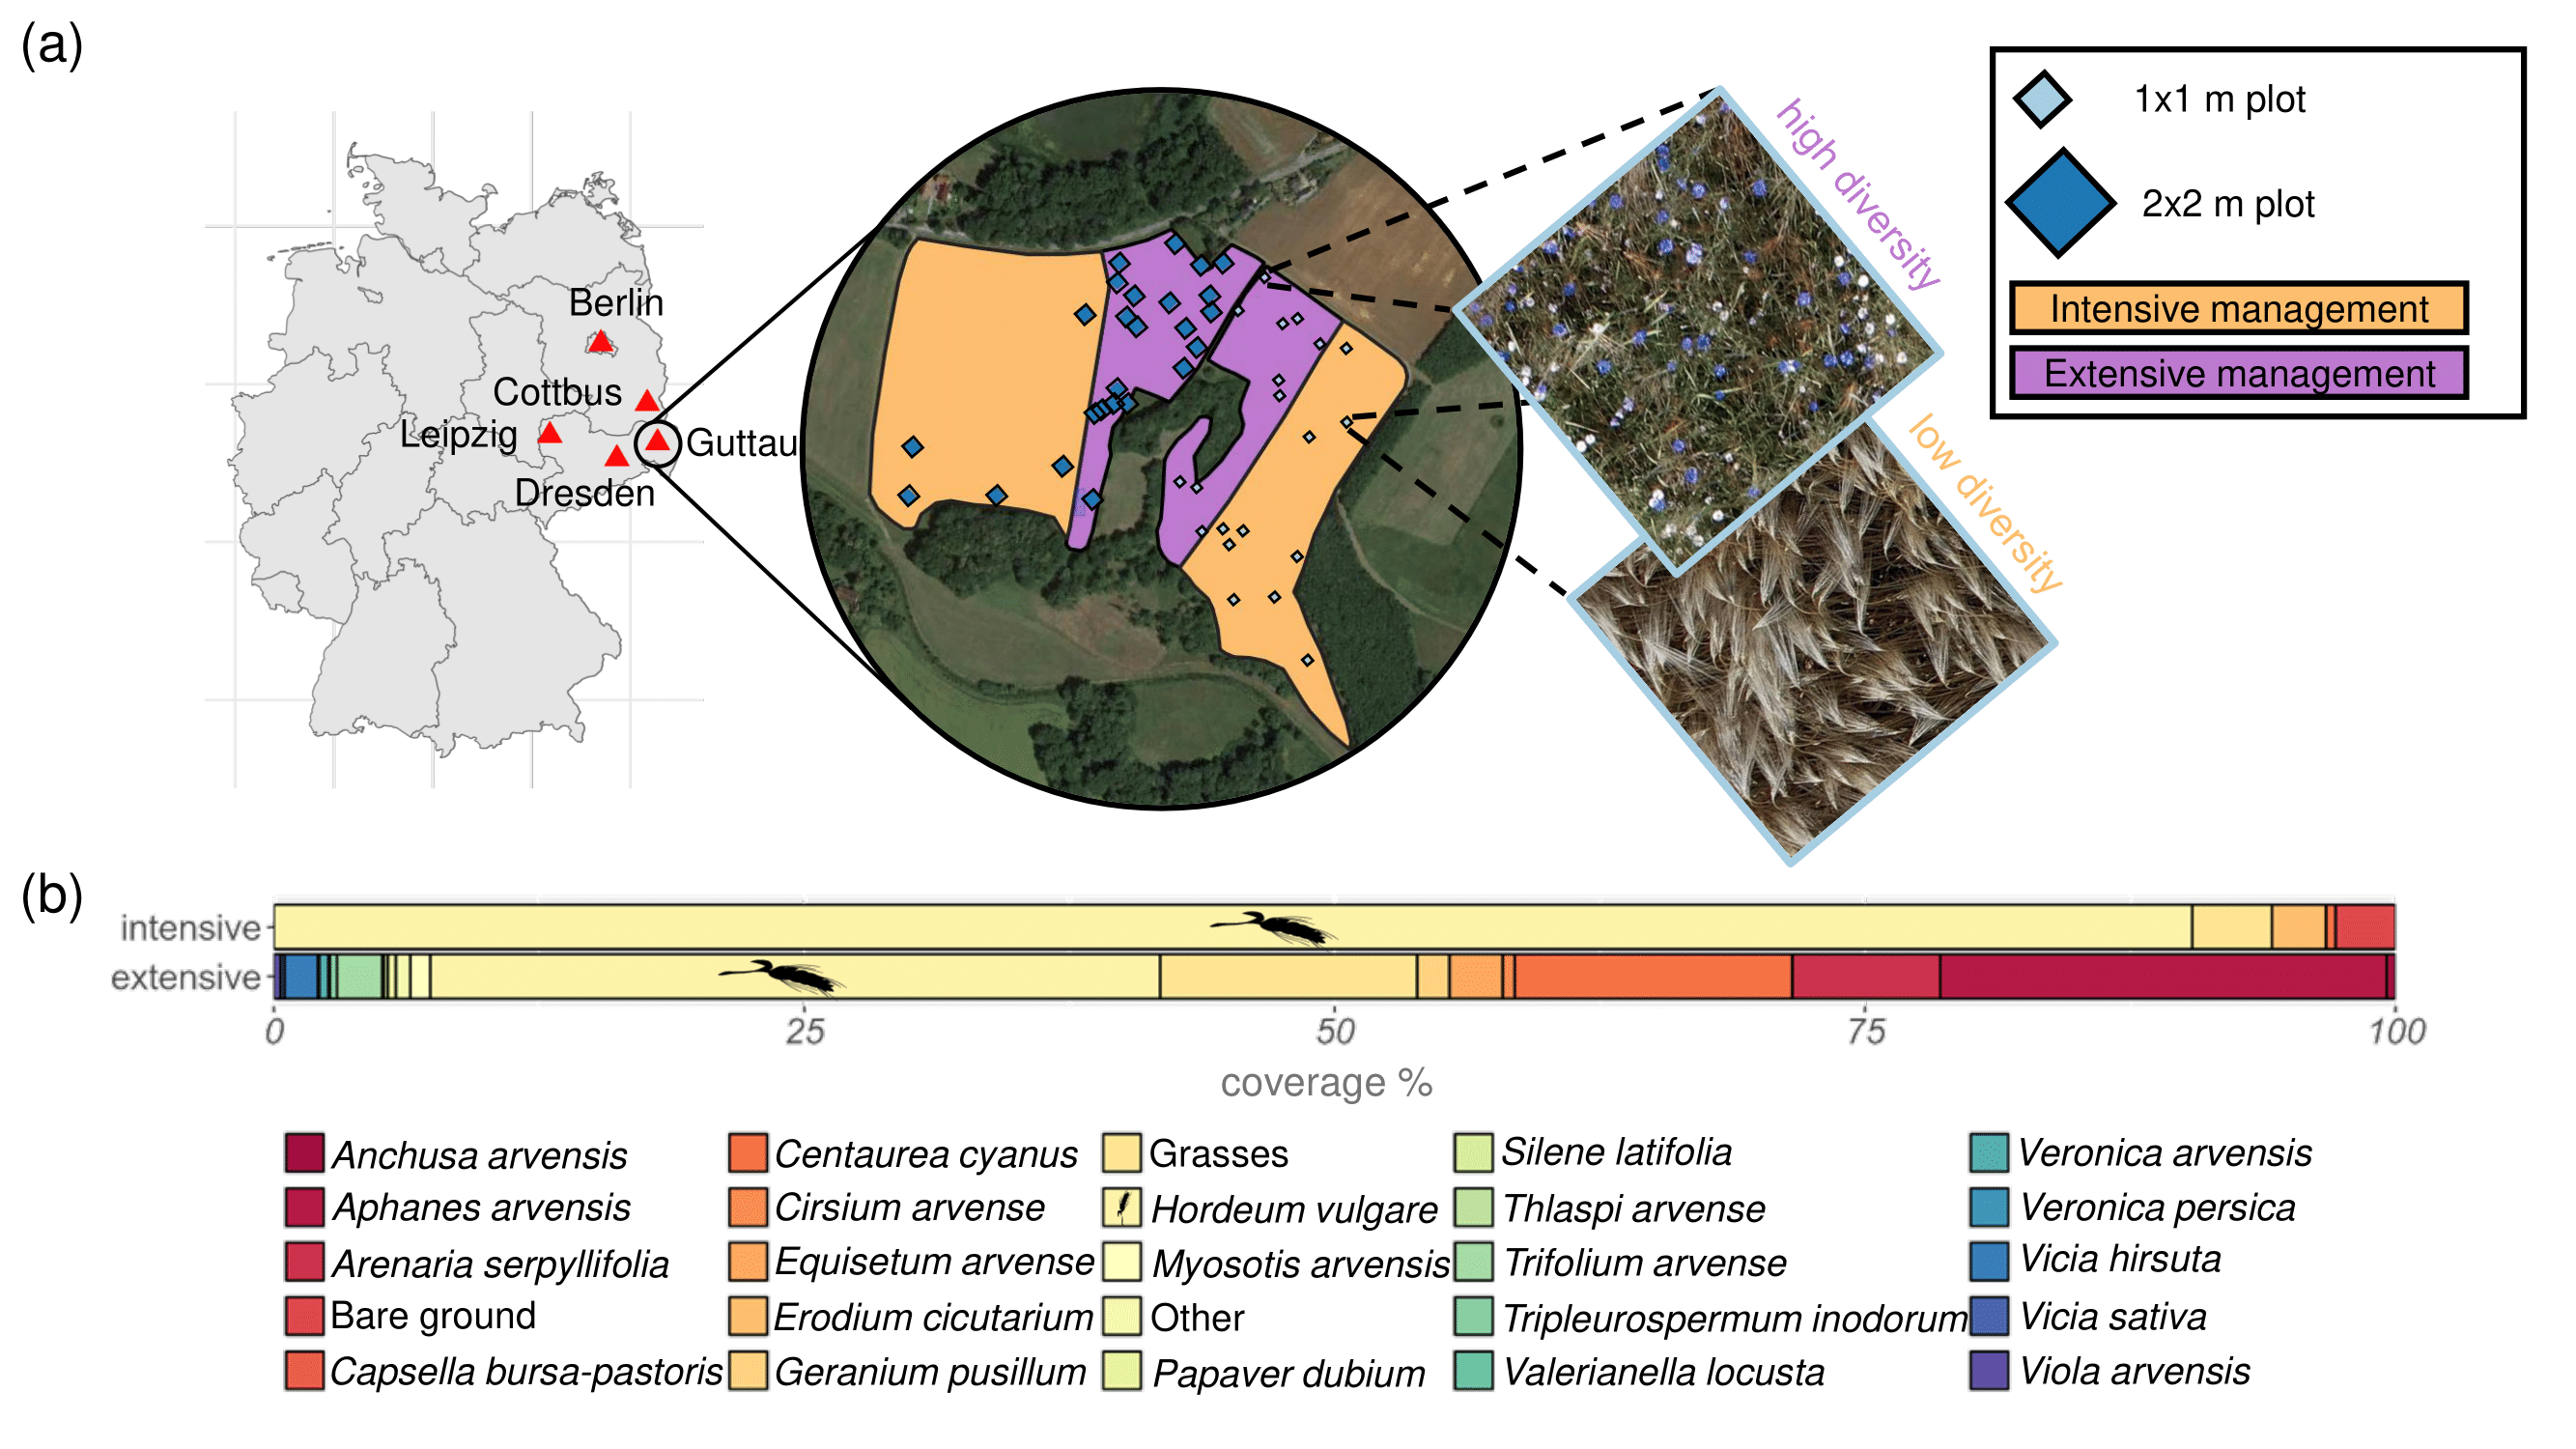 (a)
Berlin
Cottbus
Leipzig
Guttau
Dresden
high diversity
low diversity
1x1 m plot
2x2 m plot
Intensive management
Extensive management
(b)
intensive
extensive
0 25 50 75 100
coverage %
Anchusa arvensis
Aphanes arvensis
Arenaria serpyllifolia
Bare ground
Capsella bursa-pastoris
Centaurea cyanus
Cirsium arvense
Equisetum arvense
Erodium cicutarium
Geranium pusillum
Grasses
Hordeum vulgare
Myosotis arvensis
Other
Papaver dubium
Silene latifolia
Thlaspi arvense
Trifolium arvense
Tripleurospermum inodorum
Valerianella locusta
Veronica arvensis
Veronica persica
Vicia hirsuta
Vicia sativa
Viola arvensis